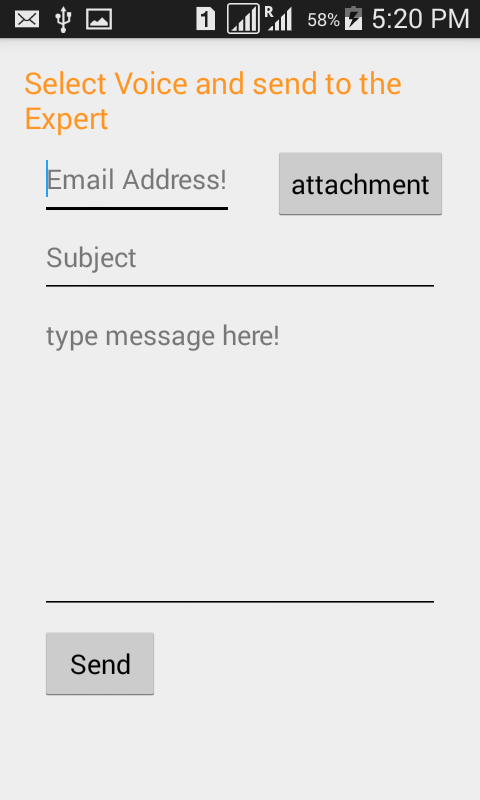 1 R 58% 5:20 PM
Select Voice and send to the
Expert
Email Address!
attachment
Subject
type message here!
Send